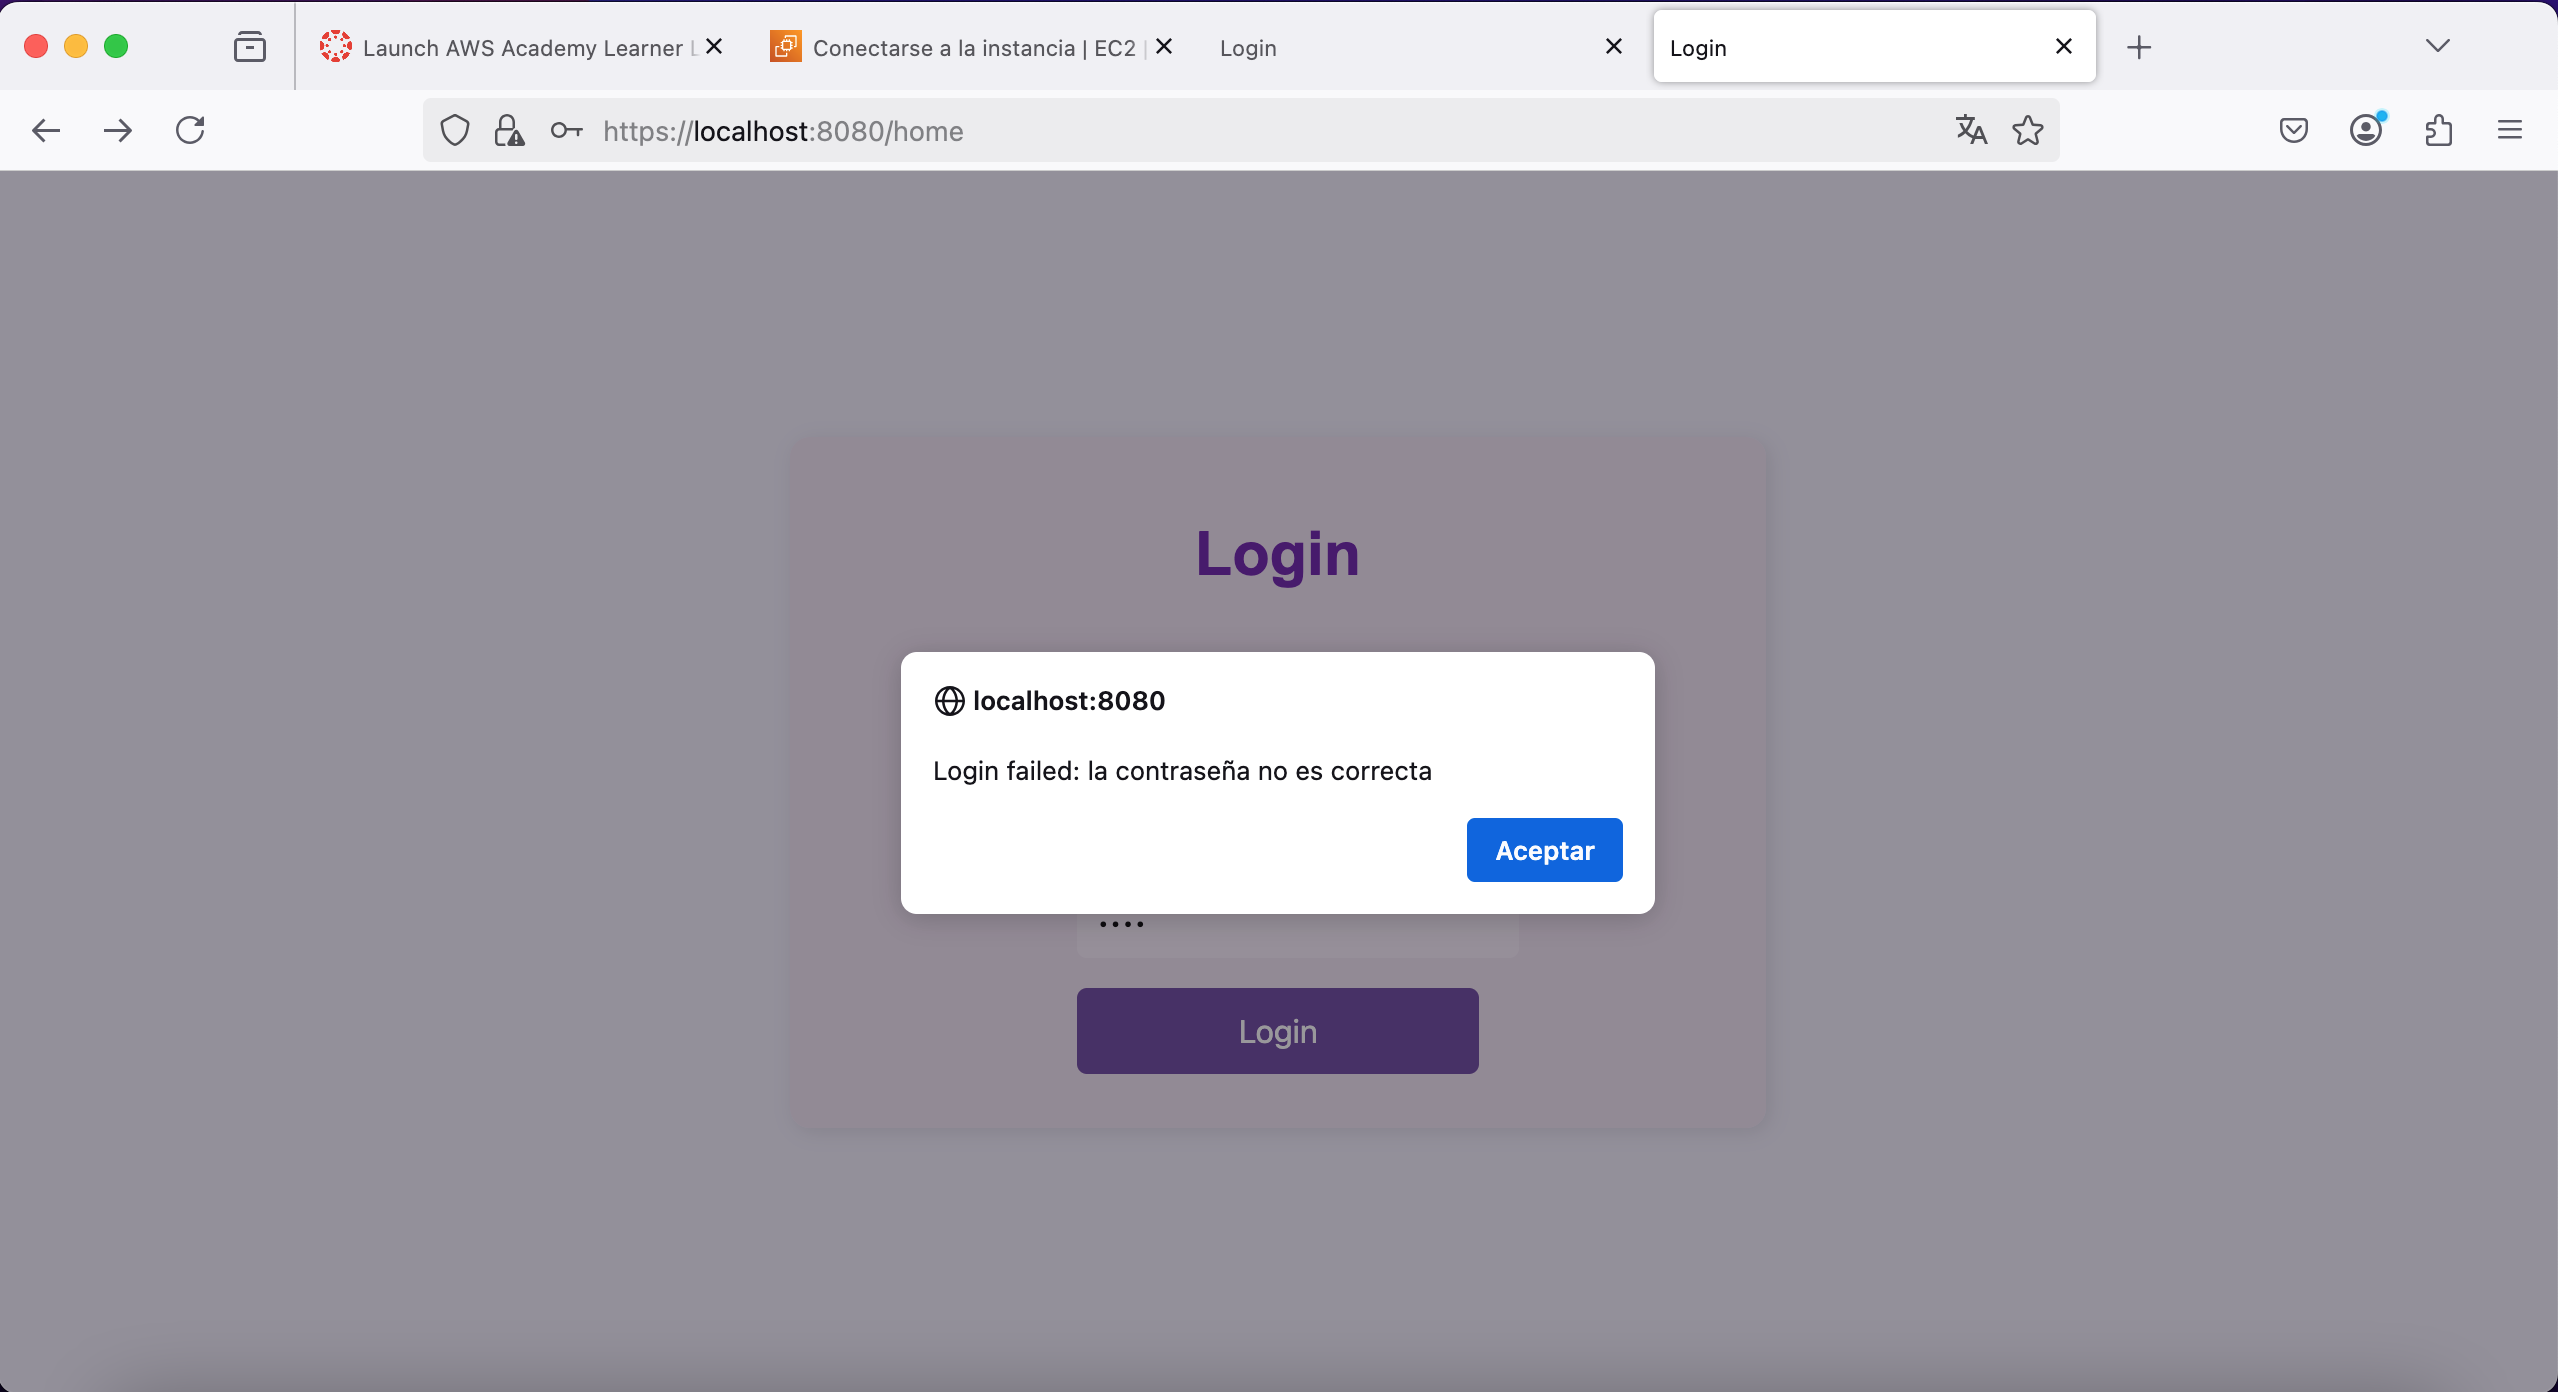 Launch AWS Academy Learner L
Conectarse a la instancia | EC2 |
Login
Login
https://localhost:8080/home
Login
localhost:8080
Login failed: la contraseña no es correcta
Aceptar
Login